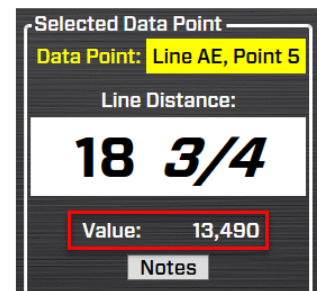 Selected Data Point
Data Point: Line AE, Point 5
Line Distance:
18 3/4
Value: 13,490
Notes